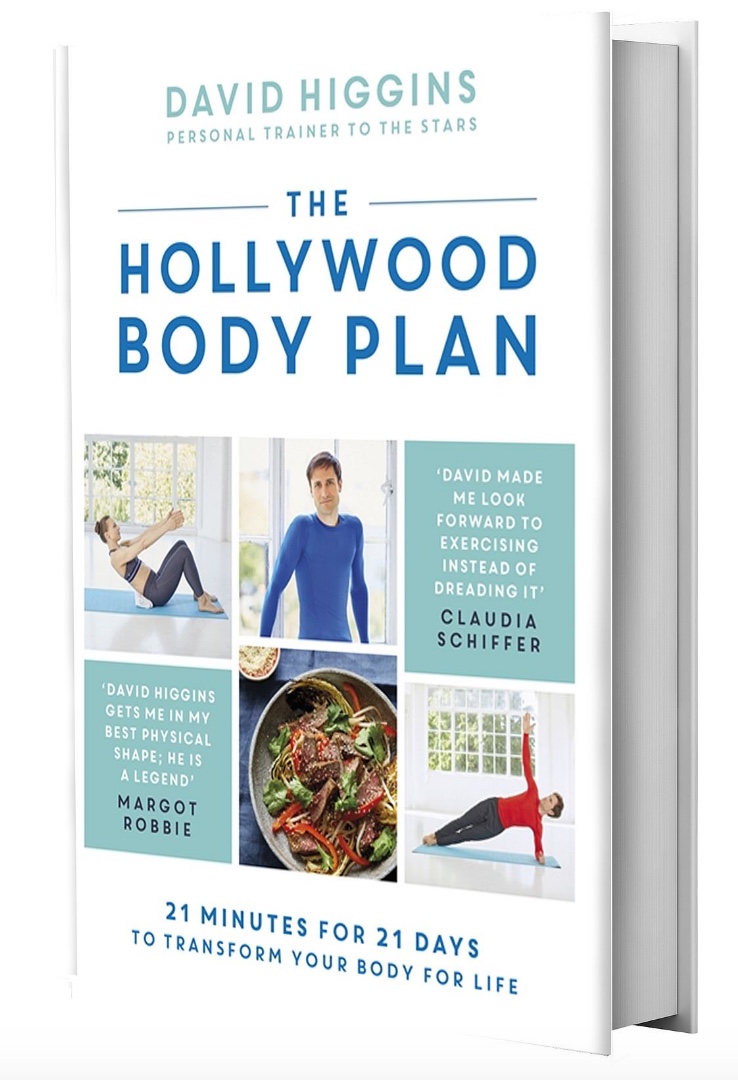 DAVID HIGGINS
PERSONAL TRAINER TO THE STARS
THE
HOLLYWOOD
BODY PLAN
'DAVID MADE
ME LOOK
FORWARD TO
EXERCISING
INSTEAD OF
DREADING IT'
CLAUDIA
SCHIFFER
'DAVID HIGGINS
GETS ME IN MY
BEST PHYSICAL
SHAPE; HE IS
A LEGEND'
MARGOT
ROBBIE
21 MINUTES FOR 21 DAYS
TO TRANSFORM YOUR BODY FOR LIFE